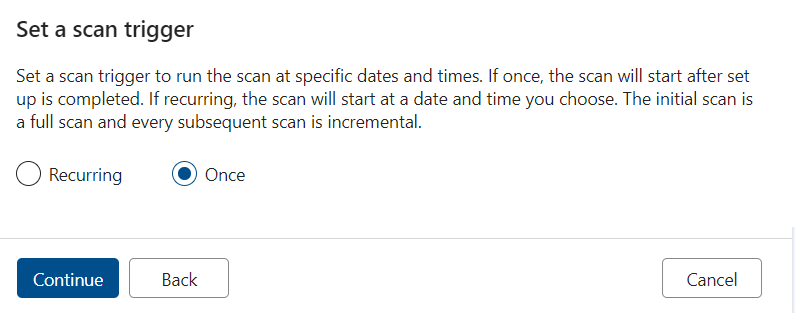 Set a scan trigger
Set a scan trigger to run the scan at specific dates and times. If once, the scan will start after set
up is completed. If recurring, the scan will start at a date and time you choose. The initial scan is
a full scan and every subsequent scan is incremental.
Recurring Once
Continue Back Cancel